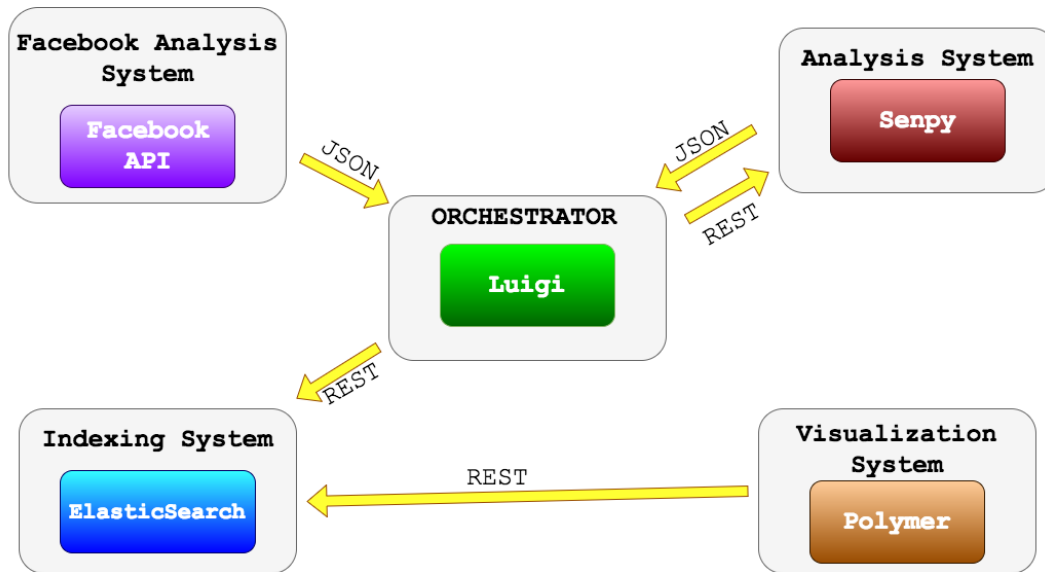 Facebook Analysis
System
Facebook
API
JSON
Analysis System
Senpy
JSON
REST
ORCHESTRATOR
Luigi
REST
Indexing System
ElasticSearch
REST
Visualization
System
Polymer